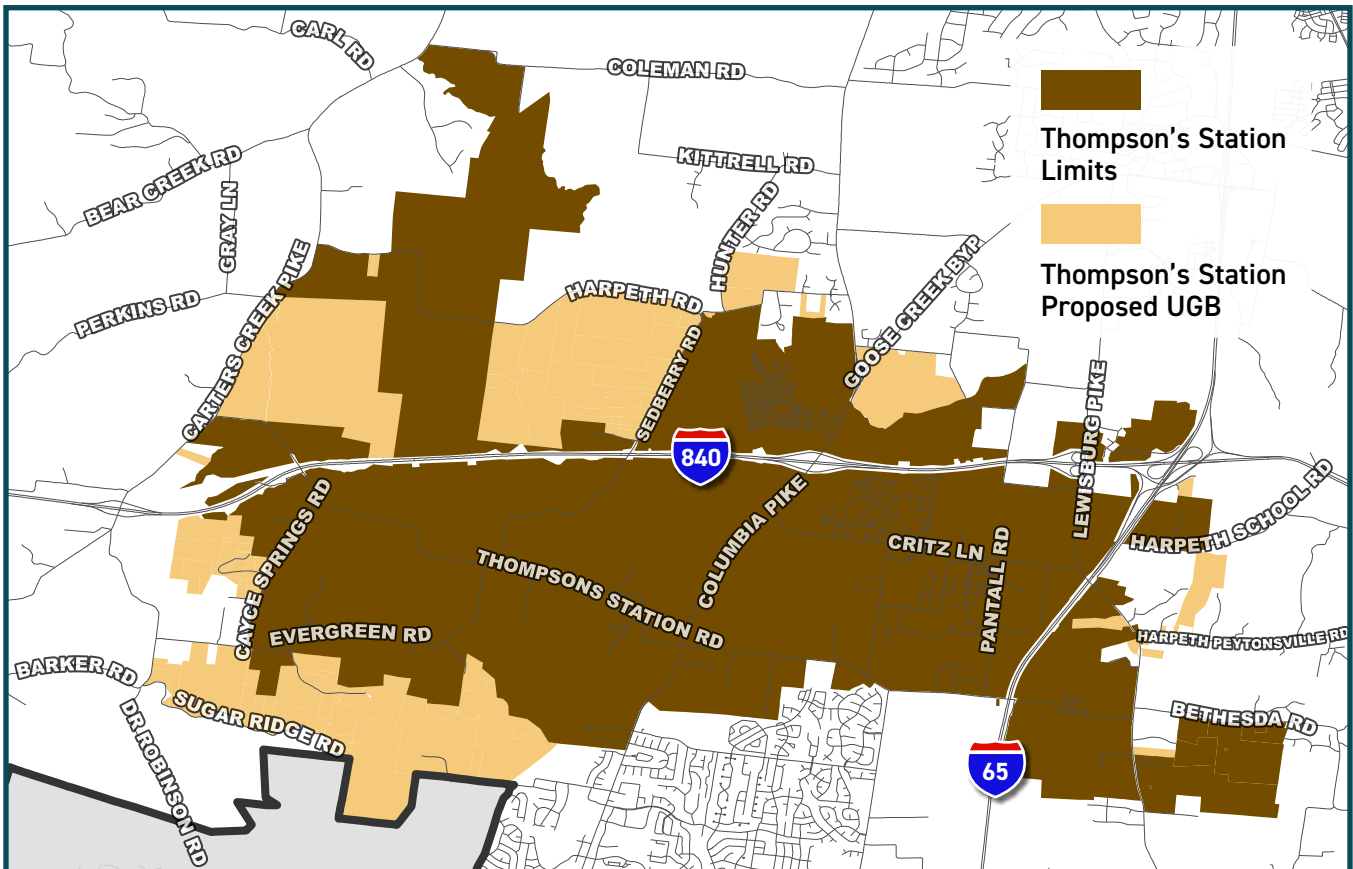 CARL RD
COLEMAN RD
Thompson's Station
Limits
KITTRELL RD
BEAR CREEK RD
GRAY LN
HUNTER RD
Thompson's Station
Proposed UGB
CARTERS CREEK PIKE
HARPETH RD
GOOSE CREEK BYP
PERKINS RD
SEDBERRY RD
LEWISBURG PIKE
840
HARPETH SCHOOL RD
CAYCE SPRINGS RD
COLUMBIA PIKE
CRITZ LN
PANTALL RD
THOMPSONS STATION RD
EVERGREEN RD
HARPETH PEYTONSVILLE RD
BARKER RD
SUGAR RIDGE RD
DR ROBINSON RD
BETHESDA RD
65